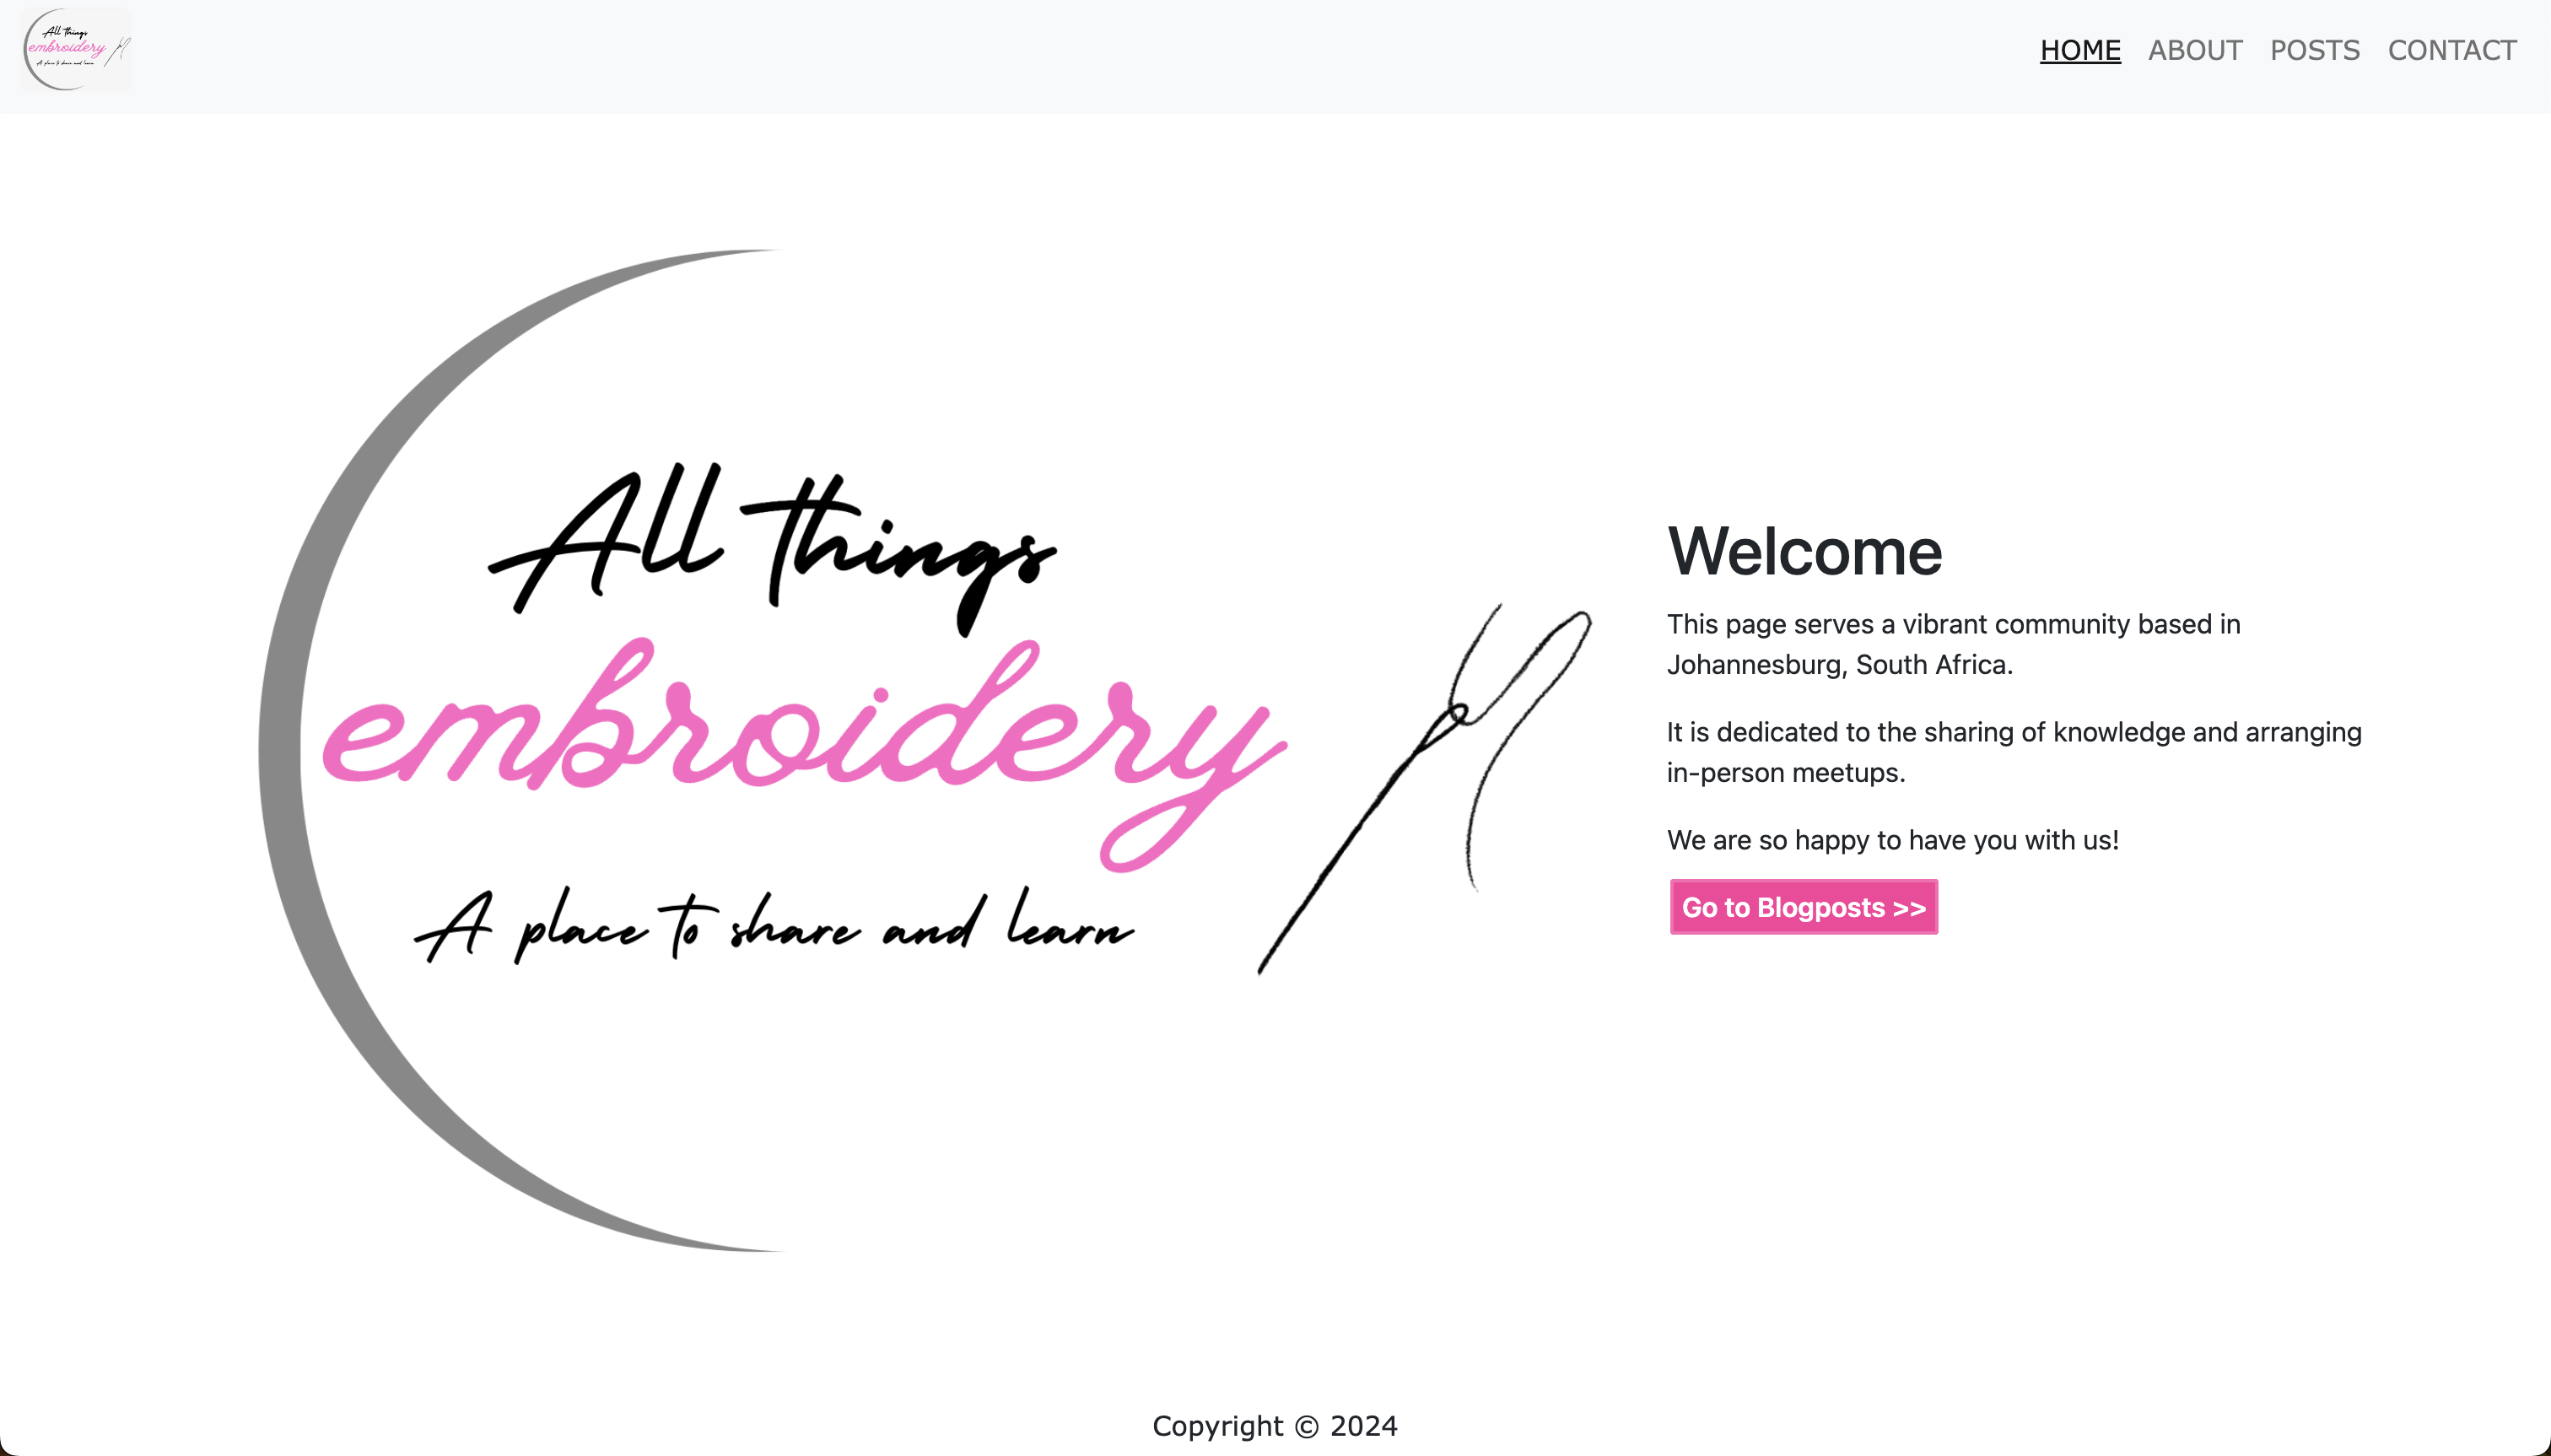 All Things
embroidery
A place to share and learn
HOME ABOUT POSTS CONTACT
All Things
embroidery
A place to share and learn
Welcome
This page serves a vibrant community based in
Johannesburg, South Africa.
It is dedicated to the sharing of knowledge and arranging
in-person meetups.
We are so happy to have you with us!
Go to Blogposts >>
Copyright © 2024